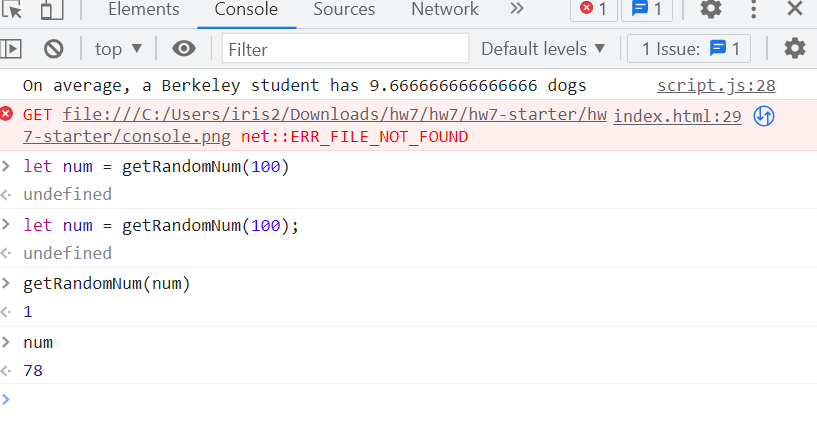 Elements Console Sources Network 1 1
top ▼ Filter Default levels ▼ 1 Issue: 1
On average, a Berkeley student has 9.666666666666666 dogs script.js:28
GET file:///C:/Users/iris2/Downloads/hw7/hw7/hw7-starter/hw index.html:29
7-starter/console.png net::ERR_FILE_NOT_FOUND
let num = getRandomNum(100)
undefined
let num = getRandomNum(100);
undefined
getRandomNum(num)
1
num
78